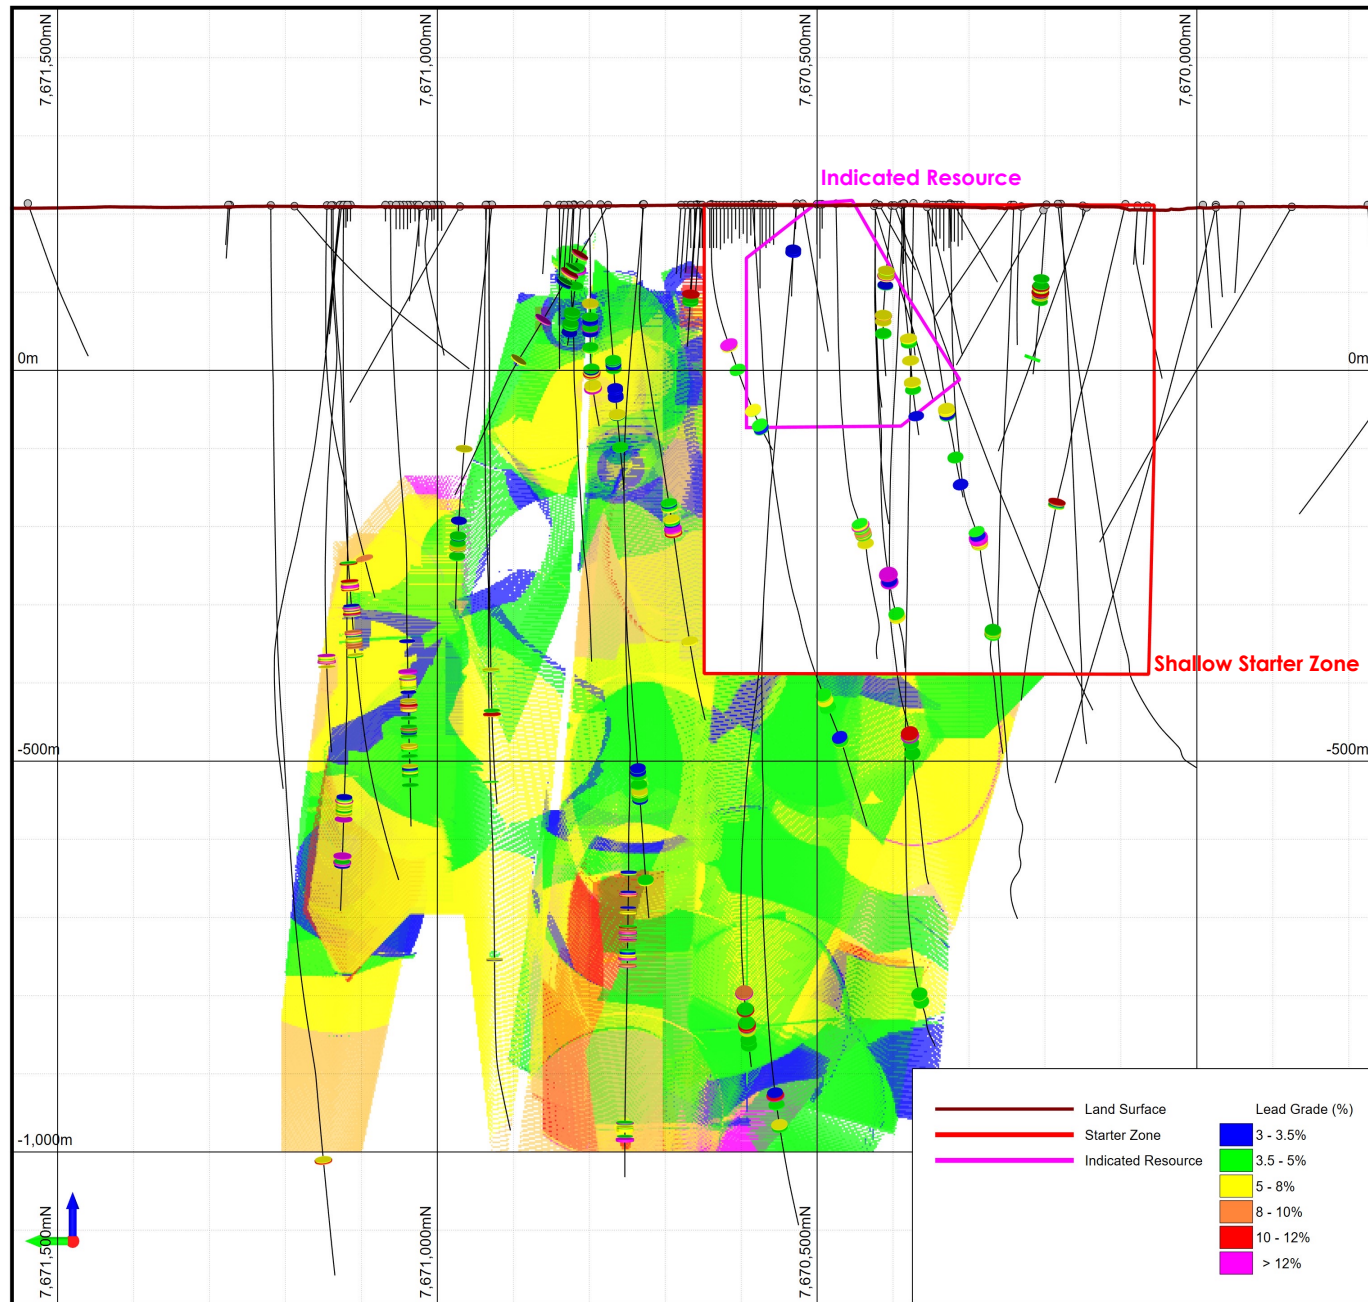 7,671,500mN
7,671,000mN
7,670,500mN
7,670,000mN
Indicated Resource
0m
0m
Shallow Starter Zone
-500m
-500m
-1,000m
7,671,500mN
7,671,000mN
7,670,500mN
Land Surface
Starter Zone
Indicated Resource
Lead Grade (%)
3 - 3.5%
3.5 - 5%
5 - 8%
8 - 10%
10 - 12%
> 12%